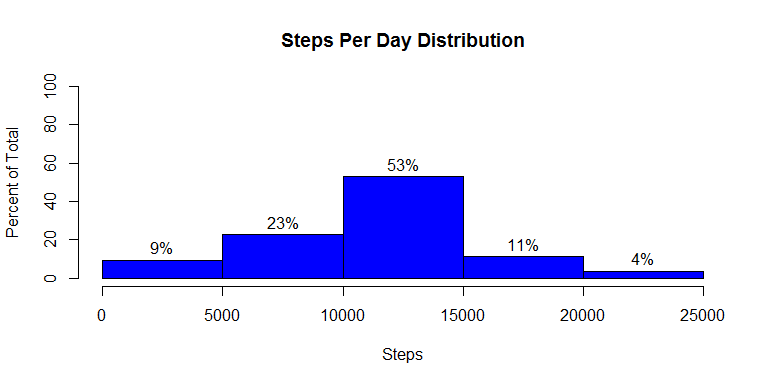 Steps Per Day Distribution
Percent of Total
100
80
60
40
20
0
9%
23%
53%
11%
4%
0 5000 10000 15000 20000 25000
Steps